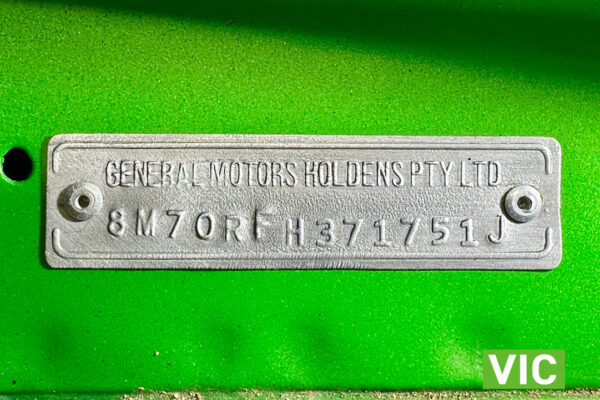 GENERAL MOTORS HOLDENS PTY LTD
8M70RFH371751J
VIC